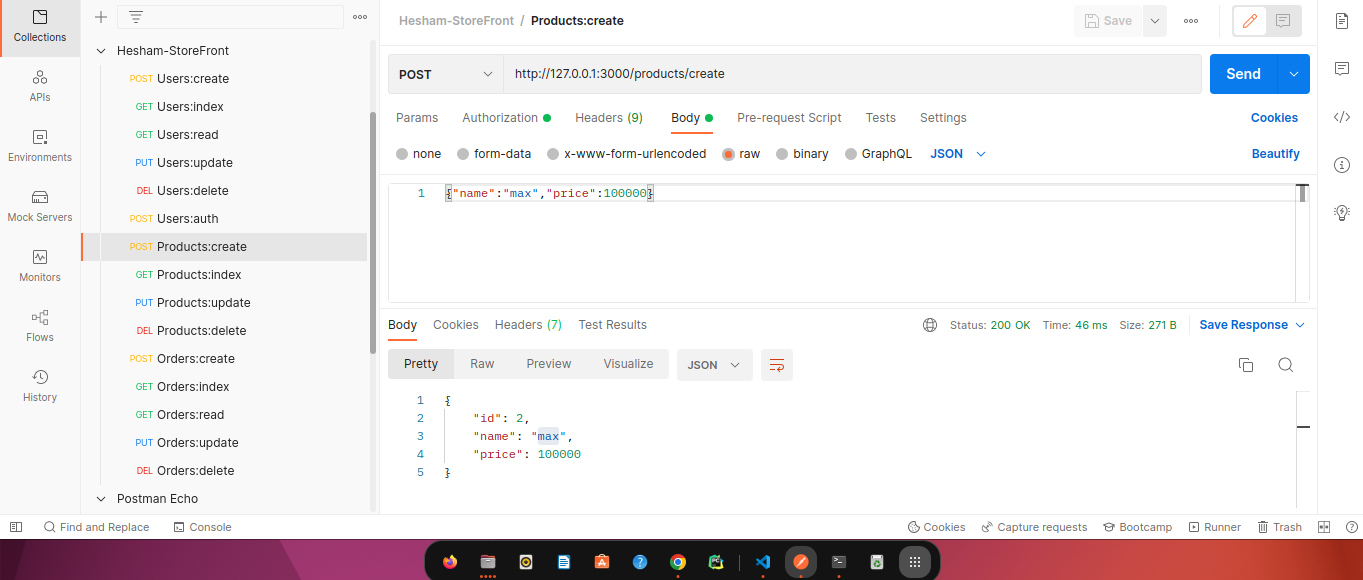 Collections
APIs
Environments
Mock Servers
Monitors
Flows
History
Hesham-StoreFront
POST Users:create
GET Users:index
GET Users:read
PUT Users:update
DEL Users:delete
POST Users:auth
POST Products:create
GET Products:index
PUT Products:update
DEL Products:delete
POST Orders:create
GET Orders:index
GET Orders:read
PUT Orders:update
DEL Orders:delete
Postman Echo
Hesham-StoreFront / Products:create
Save
POST http://127.0.0.1:3000/products/create
Send
Params Authorization Headers (9) Body Pre-request Script Tests Settings Cookies
none form-data x-www-form-urlencoded raw binary GraphQL JSON Beautify
1 {"name":"max","price":100000}
Body Cookies Headers (7) Test Results Status: 200 OK Time: 46 ms Size: 271 B Save Response
Pretty Raw Preview Visualize JSON
1 {
2 "id": 2,
3 "name": "max",
4 "price": 100000
5 }
Find and Replace Console Cookies Capture requests Bootcamp Runner Trash